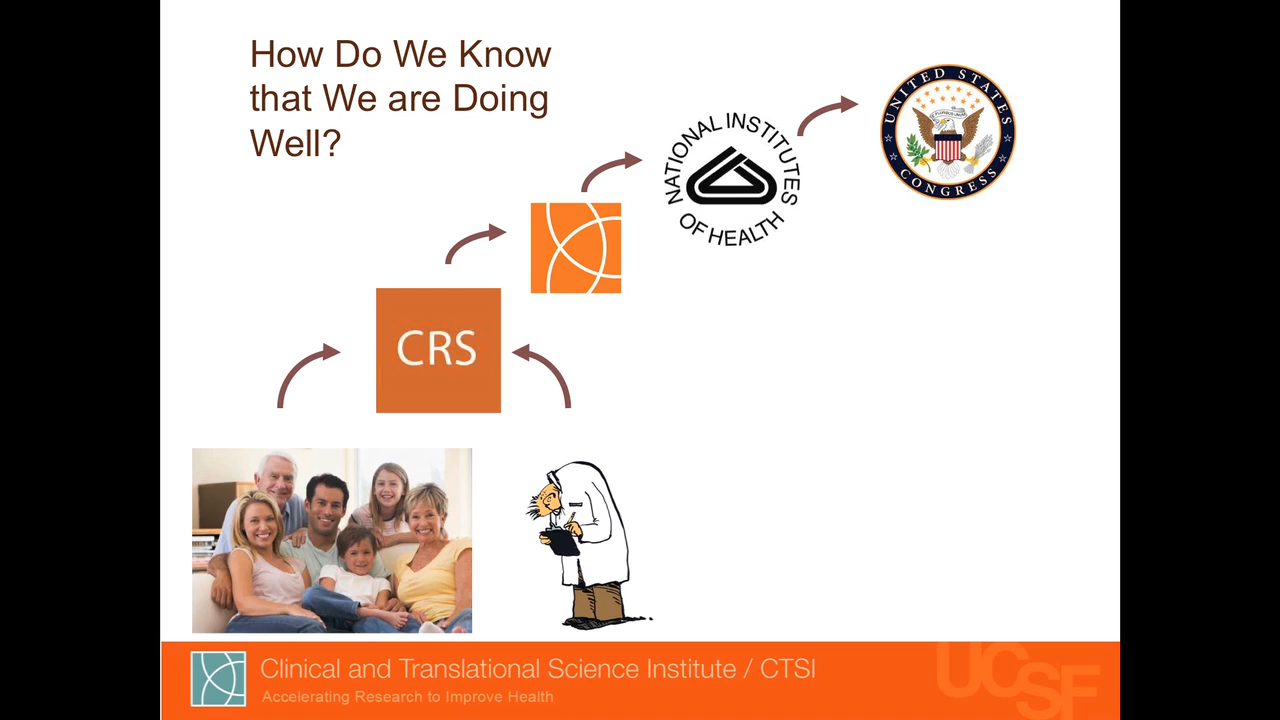 How Do We Know
that We are Doing
Well?
UNITED STATES
CONGRESS
NATIONAL INSTITUTES
OF HEALTH
CRS
Clinical and Translational Science Institute / CTSI
Accelerating Research to Improve Health
UCSF